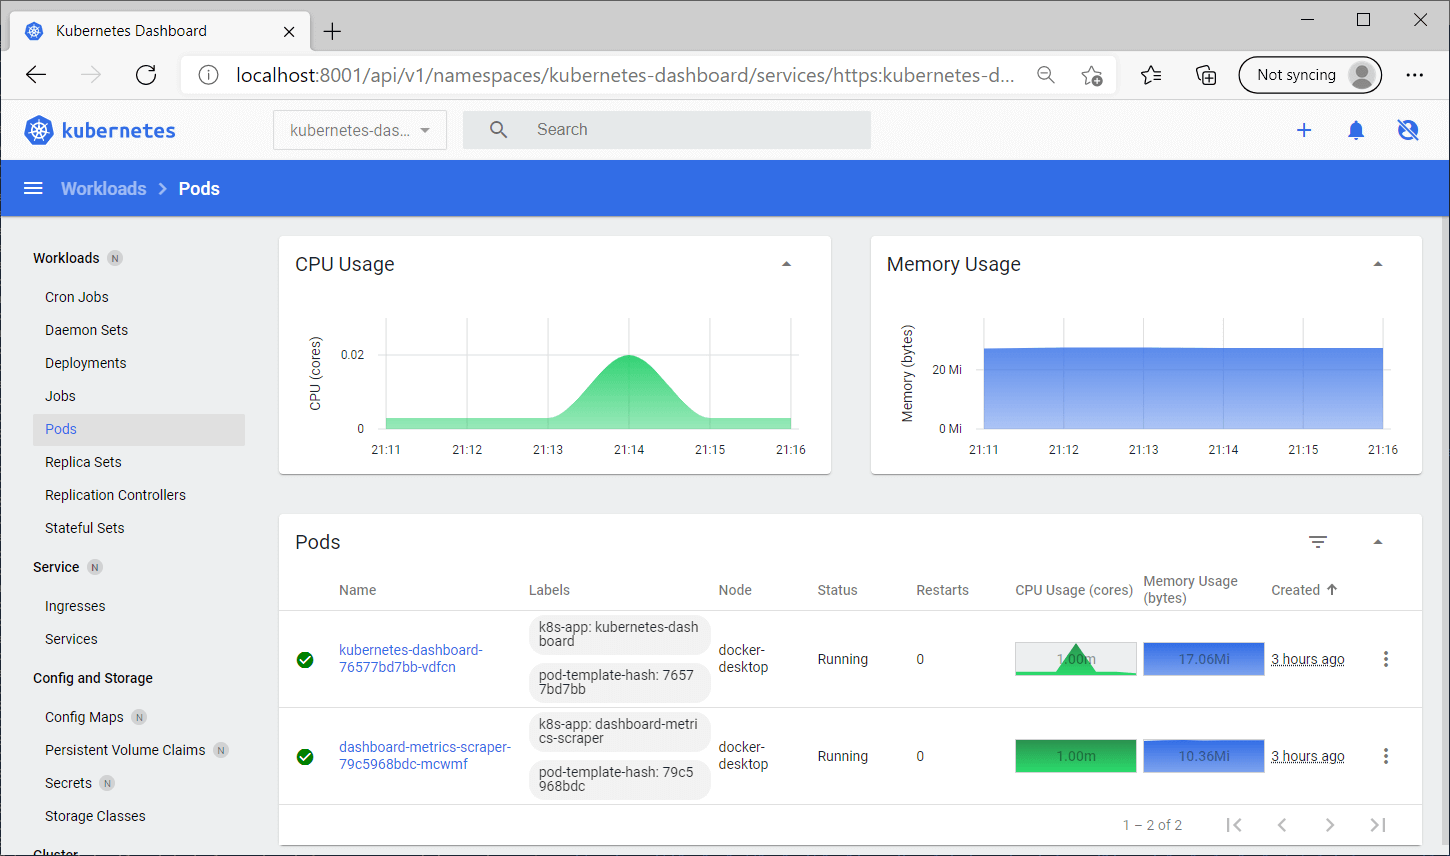 Kubernetes Dashboard
localhost:8001/api/v1/namespaces/kubernetes-dashboard/services/https:kubernetes-d...
Not syncing
kubernetes
kubernetes-das...
Search
Workloads
Pods
Workloads N
Cron Jobs
Daemon Sets
Deployments
Jobs
Pods
Replica Sets
Replication Controllers
Stateful Sets
Service N
Ingresses
Services
Config and Storage
Config Maps N
Persistent Volume Claims N
Secrets N
Storage Classes
Cluster
CPU Usage
CPU (cores)
0.02
0
21:11 21:12 21:13 21:14 21:15 21:16
Memory Usage
Memory (bytes)
20 Mi
0 Mi
21:11 21:12 21:13 21:14 21:15 21:16
Pods
Name Labels Node Status Restarts CPU Usage (cores) Memory Usage
(bytes) Created
kubernetes-dashboard-
76577bd7bb-vdfcn
k8s-app: kubernetes-dash
board
pod-template-hash: 7657
7bd7bb
docker-
desktop
Running
0
1.00m
17.06Mi
3 hours ago
dashboard-metrics-scraper-
79c5968bdc-mcwmf
k8s-app: dashboard-metri
cs-scraper
pod-template-hash: 79c5
968bdc
docker-
desktop
Running
0
1.00m
10.36Mi
3 hours ago
1 – 2 of 2